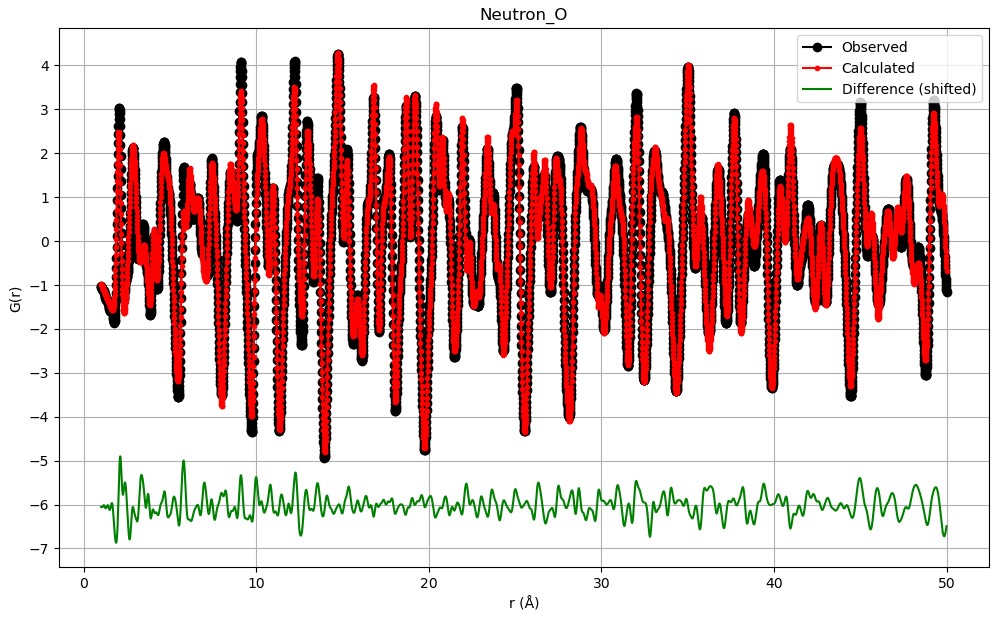 Neutron_O
Observed
Calculated
Difference (shifted)
G(r)
4
3
2
1
0
−1
−2
−3
−4
−5
−6
−7
0 10 20 30 40 50
r (Å)